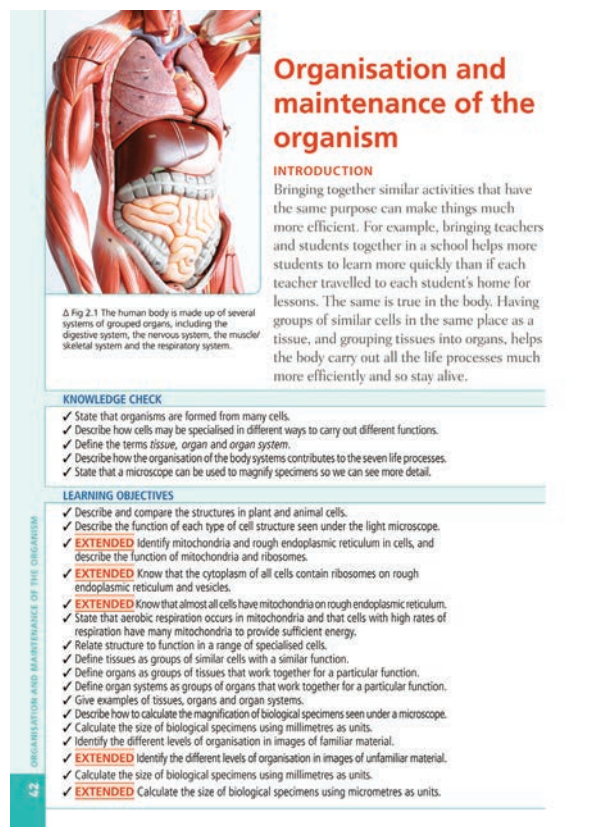 Organisation and
maintenance of the
organism
INTRODUCTION
Bringing together similar activities that have
the same purpose can make things much
more efficient. For example, bringing teachers
and students together in a school helps more
students to learn more quickly than if each
teacher travelled to each student's home for
lessons. The same is true in the body. Having
groups of similar cells in the same place as a
tissue, and grouping tissues into organs, helps
the body carry out all the life processes much
more efficiently and so stay alive.
Δ Fig 2.1 The human body is made up of several
systems of grouped organs, including the
digestive system, the nervous system, the muscle/
skeletal system and the respiratory system.
KNOWLEDGE CHECK
✓ State that organisms are formed from many cells.
✓ Describe how cells may be specialised in different ways to carry out different functions.
✓ Define the terms tissue, organ and organ system.
✓ Describe how the organisation of the body systems contributes to the seven life processes.
✓ State that a microscope can be used to magnify specimens so we can see more detail.
LEARNING OBJECTIVES
✓ Describe and compare the structures in plant and animal cells.
✓ Describe the function of each type of cell structure seen under the light microscope.
✓ EXTENDED Identify mitochondria and rough endoplasmic reticulum in cells, and
describe the function of mitochondria and ribosomes.
✓ EXTENDED Know that the cytoplasm of all cells contain ribosomes on rough
endoplasmic reticulum and vesicles.
✓ EXTENDED Know that almost all cells have mitochondria on rough endoplasmic reticulum.
✓ State that aerobic respiration occurs in mitochondria and that cells with high rates of
respiration have many mitochondria to provide sufficient energy.
✓ Relate structure to function in a range of specialised cells.
✓ Define tissues as groups of similar cells with a similar function.
✓ Define organs as groups of tissues that work together for a particular function.
✓ Define organ systems as groups of organs that work together for a particular function.
✓ Give examples of tissues, organs and organ systems.
✓ Describe how to calculate the magnification of biological specimens seen under a microscope.
✓ Calculate the size of biological specimens using millimetres as units.
✓ Identify the different levels of organisation in images of familiar material.
✓ EXTENDED Identify the different levels of organisation in images of unfamiliar material.
✓ Calculate the size of biological specimens using millimetres as units.
✓ EXTENDED Calculate the size of biological specimens using micrometres as units.
ORGANISATION AND MAINTENANCE OF THE ORGANISM
42